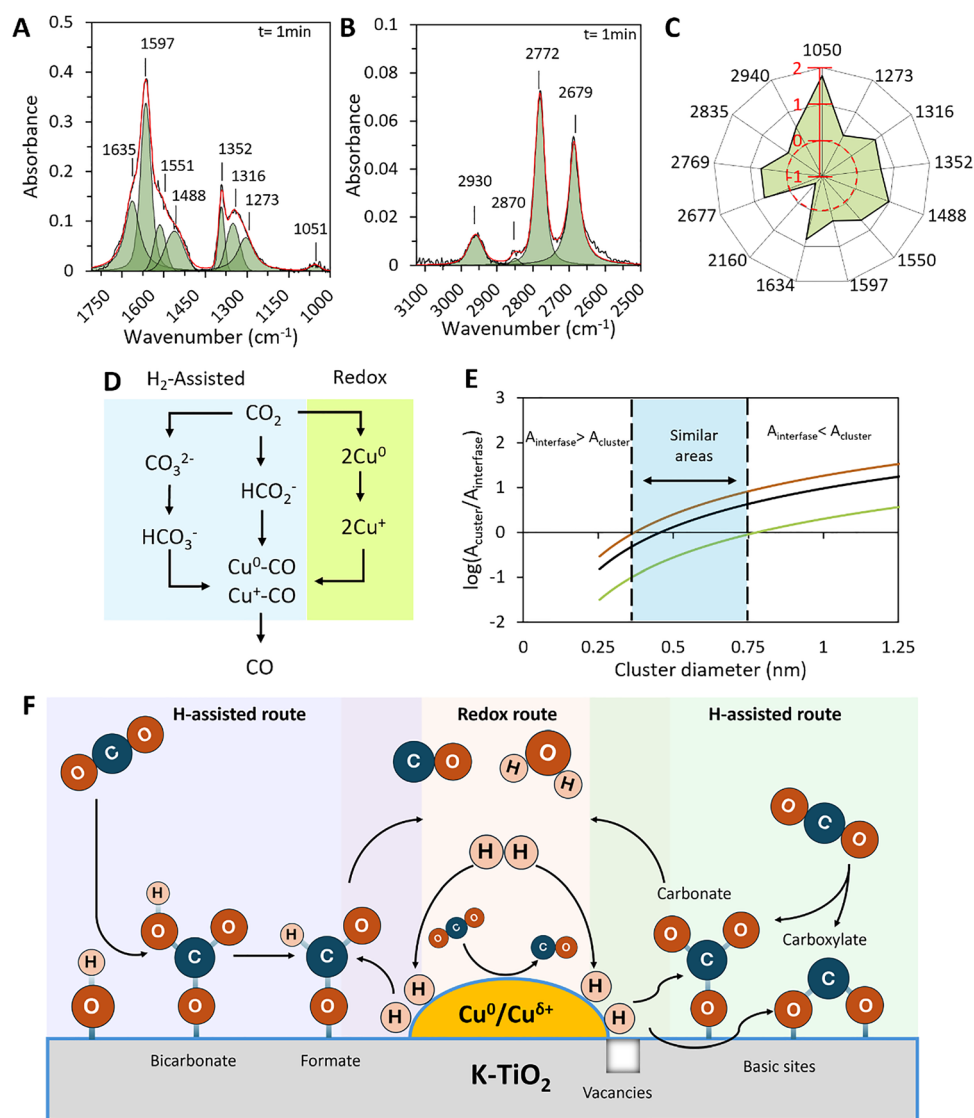 A
t= 1min
0.5
0.4
0.3
0.2
0.1
0
Absorbance
1597
1635
1551
1488
1352
1316
1273
1051
1750
1600
1450
1300
1150
1000
Wavenumber (cm-1)
B
t= 1min
0.1
0.08
0.06
0.04
0.02
0
Absorbance
2772
2679
2930
2870
3100
3000
2900
2800
2700
2600
2500
Wavenumber (cm-1)
C
1050
1273
1316
1352
1488
1550
1597
1634
2160
2677
2769
2835
2940
2
1
0
-1
D
H2-Assisted
Redox
CO2
CO32-
HCO2-
HCO3-
2Cu0
2Cu+
Cu0-CO
Cu+-CO
CO
E
3
2
1
0
-1
-2
log(Acuster/Ainterfase)
Ainterfase> Acluster
Similar
areas
Ainterfase< Acluster
0
0.25
0.5
0.75
1
1.25
Cluster diameter (nm)
F
H-assisted route
Redox route
H-assisted route
O C O
C O
H O H
H H
O C O
O C O
C O
Carbonate
Carboxylate
H
O
C
O
O
H
C
O
O
H
O
H
H
H
H
O
O
C
O
C
O
O
Cu0/Cuδ+
Bicarbonate
Formate
K-TiO2
Vacancies
Basic sites